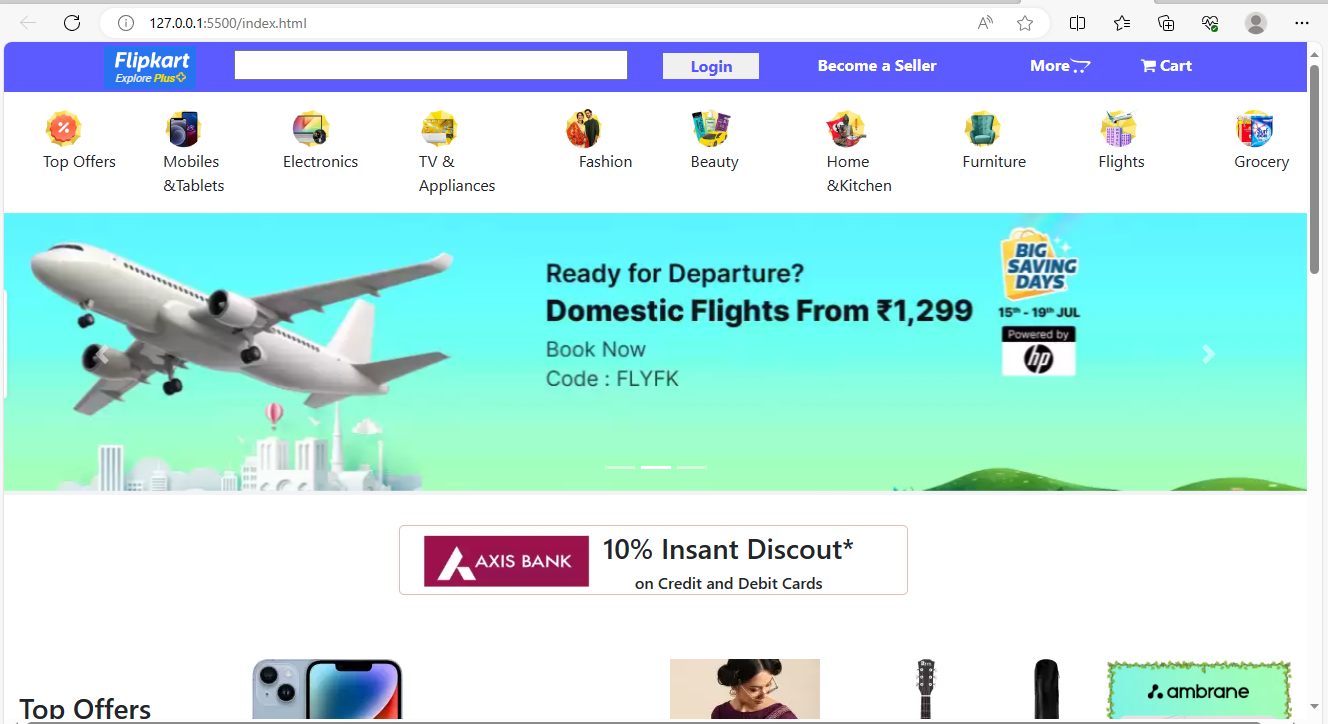 127.0.0.1:5500/index.html
Flipkart
Explore Plus
Login
Become a Seller
More
Cart
Top Offers
Mobiles
&Tablets
Electronics
TV &
Appliances
Fashion
Beauty
Home
&Kitchen
Furniture
Flights
Grocery
BIG
SAVING
DAYS
15th - 19th JUL
Powered by
hp
Ready for Departure?
Domestic Flights From ₹1,299
Book Now
Code : FLYFK
AXIS BANK
10% Insant Discout*
on Credit and Debit Cards
Top Offers
ambrane